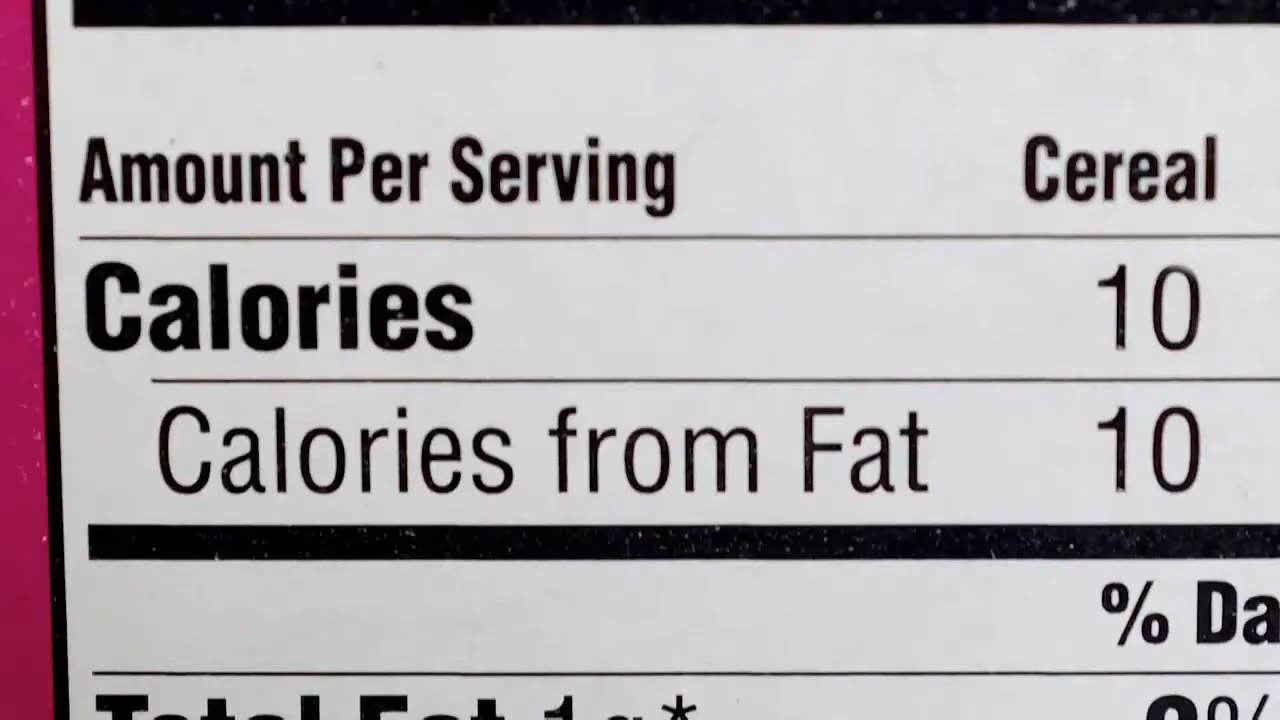 Amount Per Serving Cereal
Calories 10
Calories from Fat 10
% Da
Total Fat 1g*